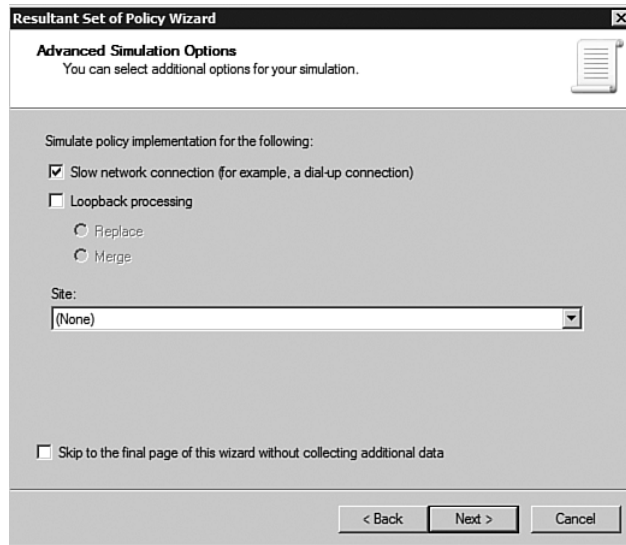 Resultant Set of Policy Wizard
Advanced Simulation Options
You can select additional options for your simulation.
Simulate policy implementation for the following:
Slow network connection (for example, a dial-up connection)
Loopback processing
Replace
Merge
Site:
(None)
Skip to the final page of this wizard without collecting additional data
< Back Next > Cancel